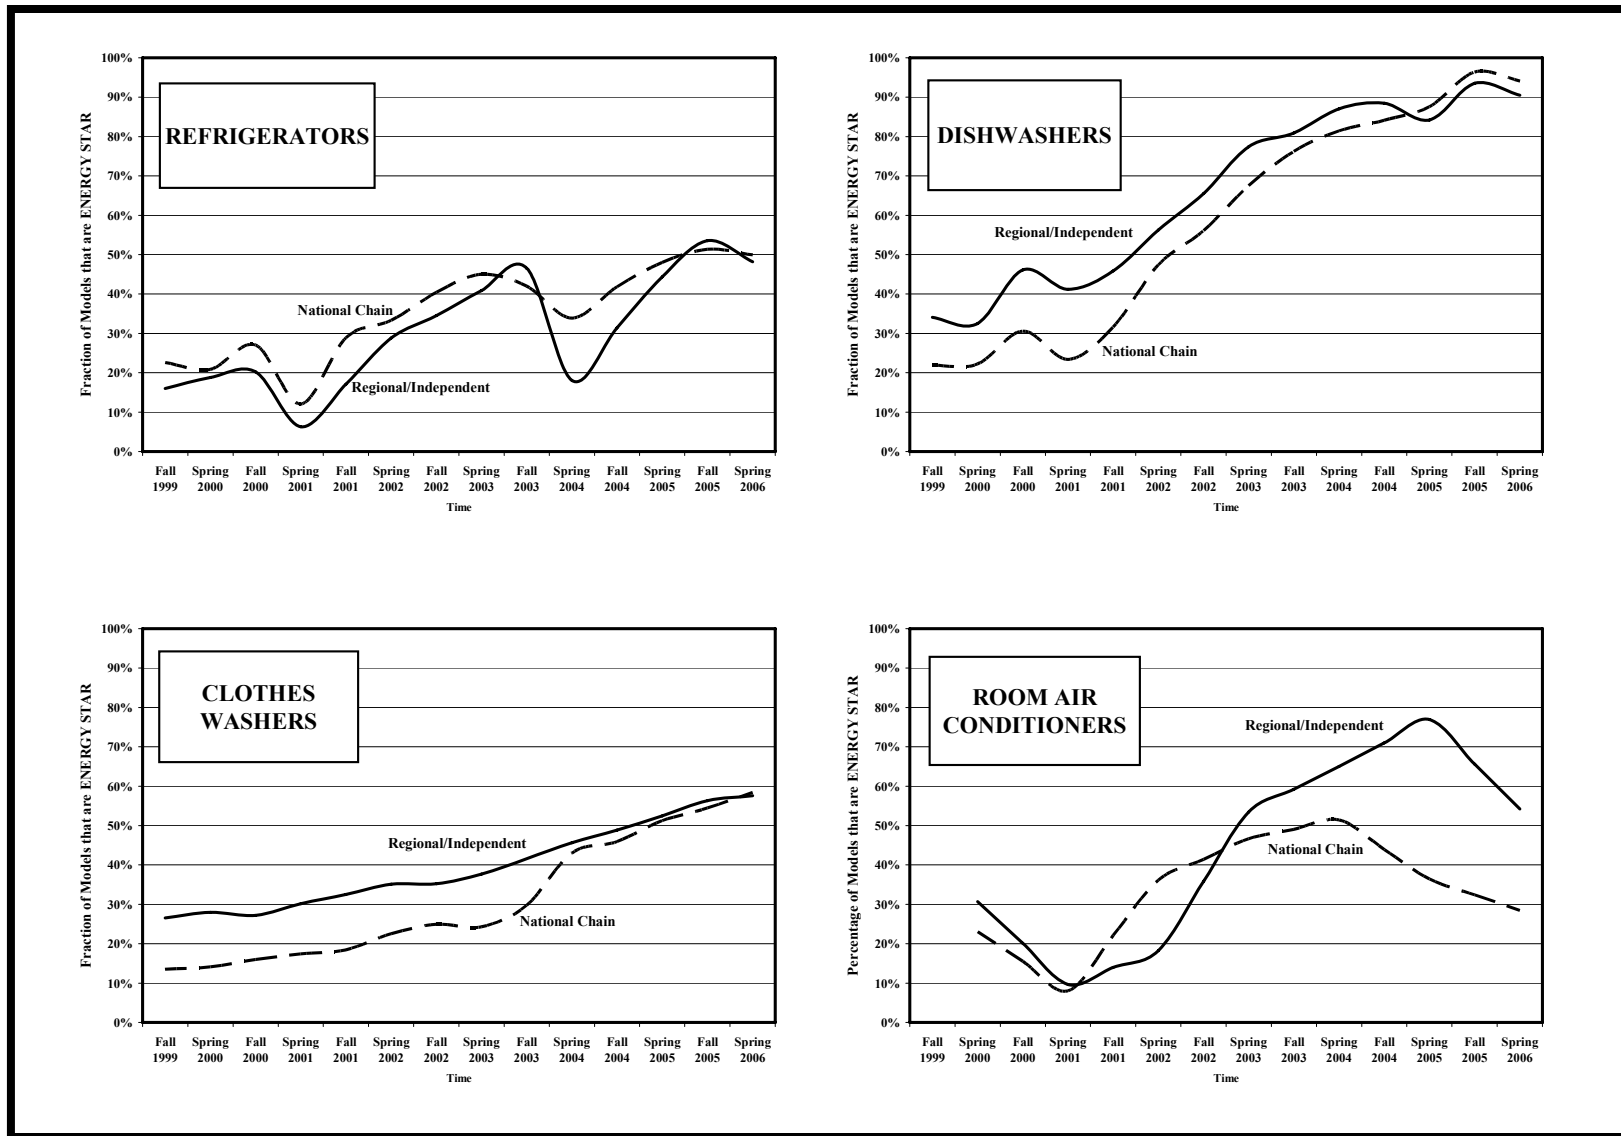 REFRIGERATORS
Fraction of Models that are ENERGY STAR
100%
90%
80%
70%
60%
50%
40%
30%
20%
10%
0%
National Chain
Regional/Independent
Fall Spring Fall Spring Fall Spring Fall Spring Fall Spring Fall Spring Fall Spring
1999 2000 2000 2001 2001 2002 2002 2003 2003 2004 2004 2005 2005 2006
Time
DISHWASHERS
Fraction of Models that are ENERGY STAR
100%
90%
80%
70%
60%
50%
40%
30%
20%
10%
0%
Regional/Independent
National Chain
Fall Spring Fall Spring Fall Spring Fall Spring Fall Spring Fall Spring Fall Spring
1999 2000 2000 2001 2001 2002 2002 2003 2003 2004 2004 2005 2005 2006
Time
CLOTHES
WASHERS
Fraction of Models that are ENERGY STAR
100%
90%
80%
70%
60%
50%
40%
30%
20%
10%
0%
Regional/Independent
National Chain
Fall Spring Fall Spring Fall Spring Fall Spring Fall Spring Fall Spring Fall Spring
1999 2000 2000 2001 2001 2002 2002 2003 2003 2004 2004 2005 2005 2006
Time
ROOM AIR
CONDITIONERS
Percentage of Models that are ENERGY STAR
100%
90%
80%
70%
60%
50%
40%
30%
20%
10%
0%
Regional/Independent
National Chain
Fall Spring Fall Spring Fall Spring Fall Spring Fall Spring Fall Spring Fall Spring
1999 2000 2000 2001 2001 2002 2002 2003 2003 2004 2004 2005 2005 2006
Time